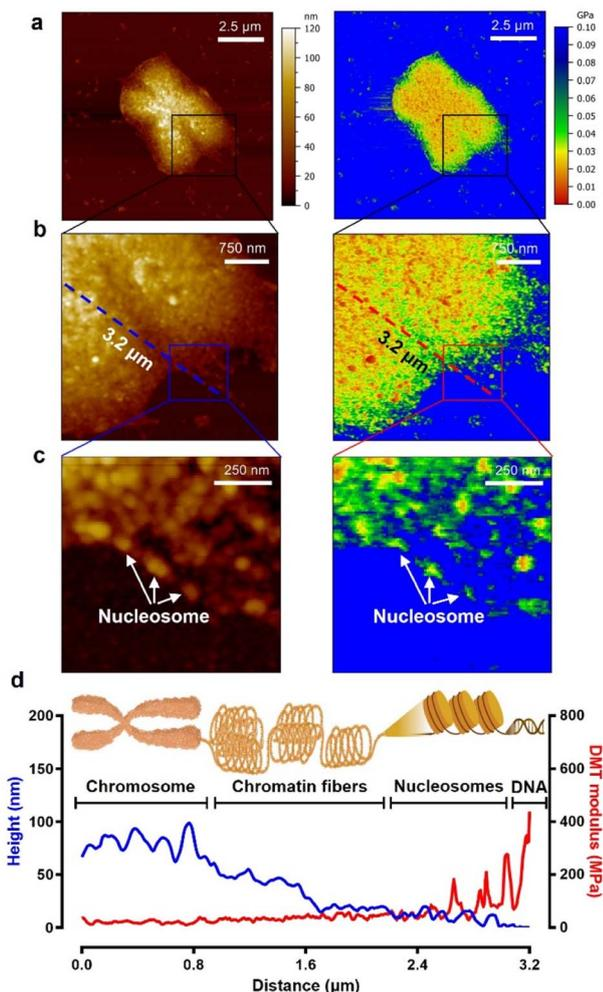 a
2.5 µm
nm
120
100
80
60
40
20
0
2.5 µm
GPa
0.10
0.09
0.08
0.07
0.06
0.05
0.04
0.03
0.02
0.01
0.00
b
750 nm
3.2 µm
750 nm
3.2 µm
c
250 nm
Nucleosome
250 nm
Nucleosome
d
200
150
100
50
0
Height (nm)
Chromosome
Chromatin fibers
Nucleosomes
DNA
800
600
400
200
0
DMT modulus (MPa)
0.0
0.8
1.6
2.4
3.2
Distance (µm)